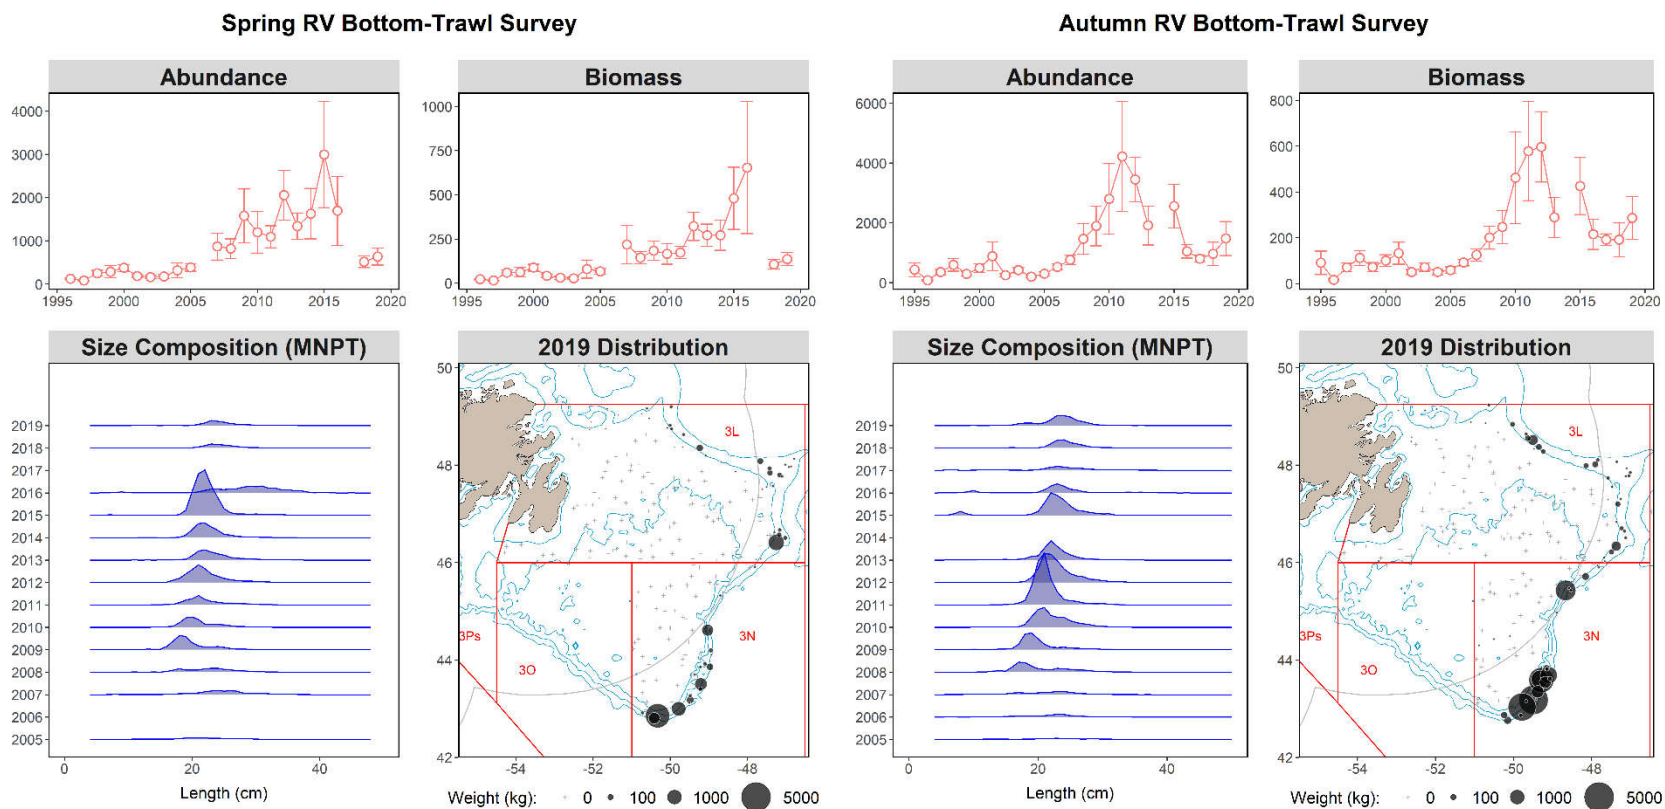 Spring RV Bottom-Trawl Survey
Autumn RV Bottom-Trawl Survey
Abundance
Biomass
Abundance
Biomass
4000
3000
2000
1000
0
1995 2000 2005 2010 2015 2020
1000
750
500
250
0
1995 2000 2005 2010 2015 2020
6000
4000
2000
0
1995 2000 2005 2010 2015 2020
800
600
400
200
0
1995 2000 2005 2010 2015 2020
Size Composition (MNPT)
2019 Distribution
Size Composition (MNPT)
2019 Distribution
2019
2018
2017
2016
2015
2014
2013
2012
2011
2010
2009
2008
2007
2006
2005
0 20 40
Length (cm)
50
48
46
44
42
3L
3Ps
3O
3N
-54 -52 -50 -48
Weight (kg): 0 100 1000 5000
2019
2018
2017
2016
2015
2013
2012
2011
2010
2009
2008
2007
2006
2005
0 20 40
Length (cm)
50
48
46
44
42
3L
3Ps
3O
3N
-54 -52 -50 -48
Weight (kg): 0 100 1000 5000